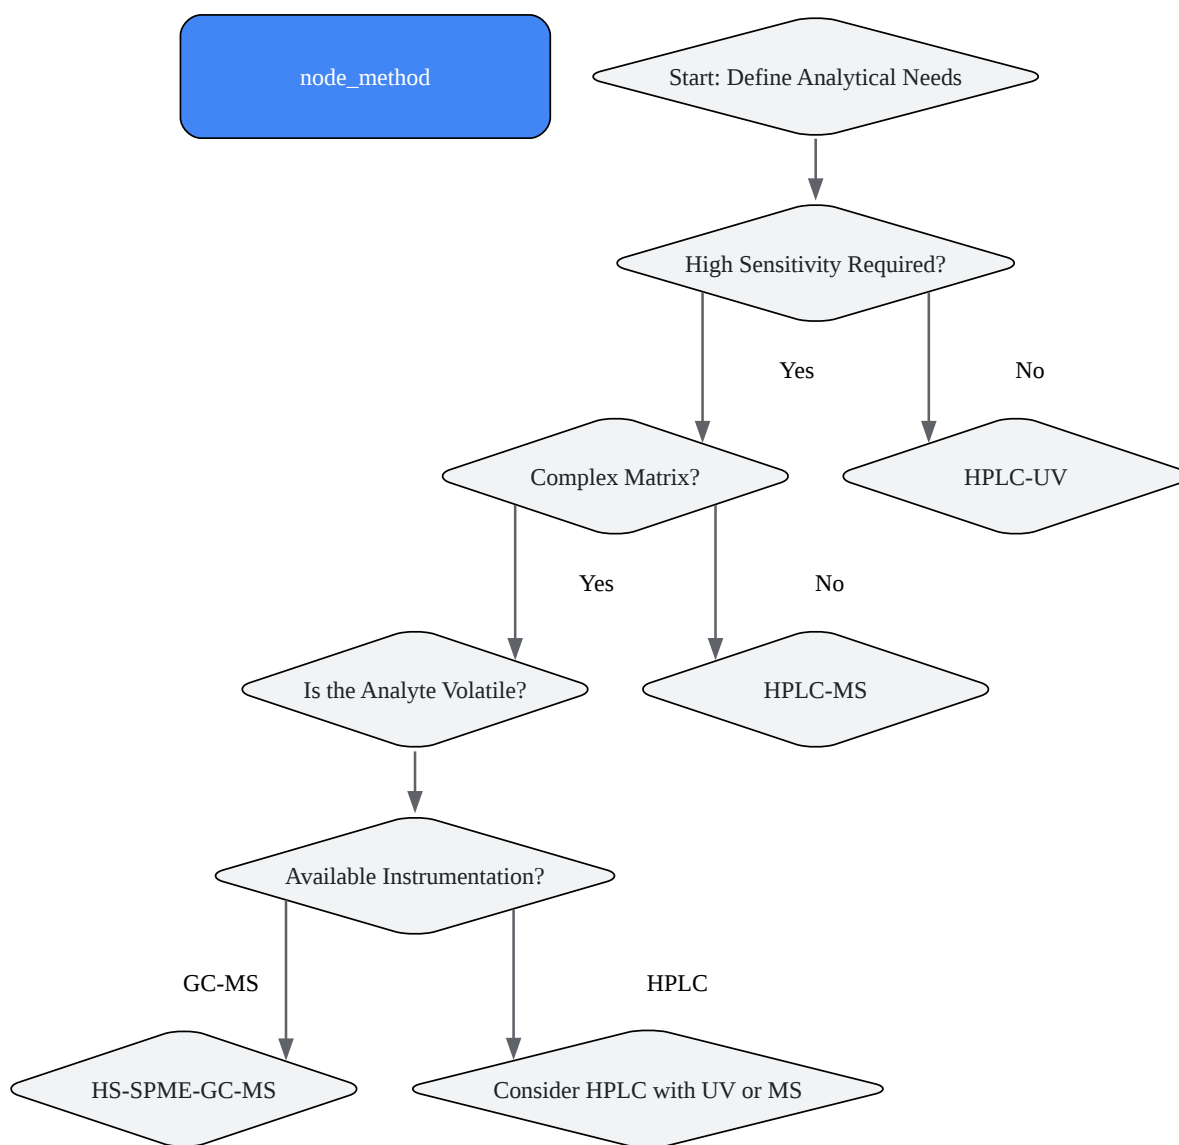 node_method
Start: Define Analytical Needs
High Sensitivity Required?
Yes
No
Complex Matrix?
HPLC-UV
Yes
No
Is the Analyte Volatile?
HPLC-MS
Available Instrumentation?
GC-MS
HPLC
HS-SPME-GC-MS
Consider HPLC with UV or MS